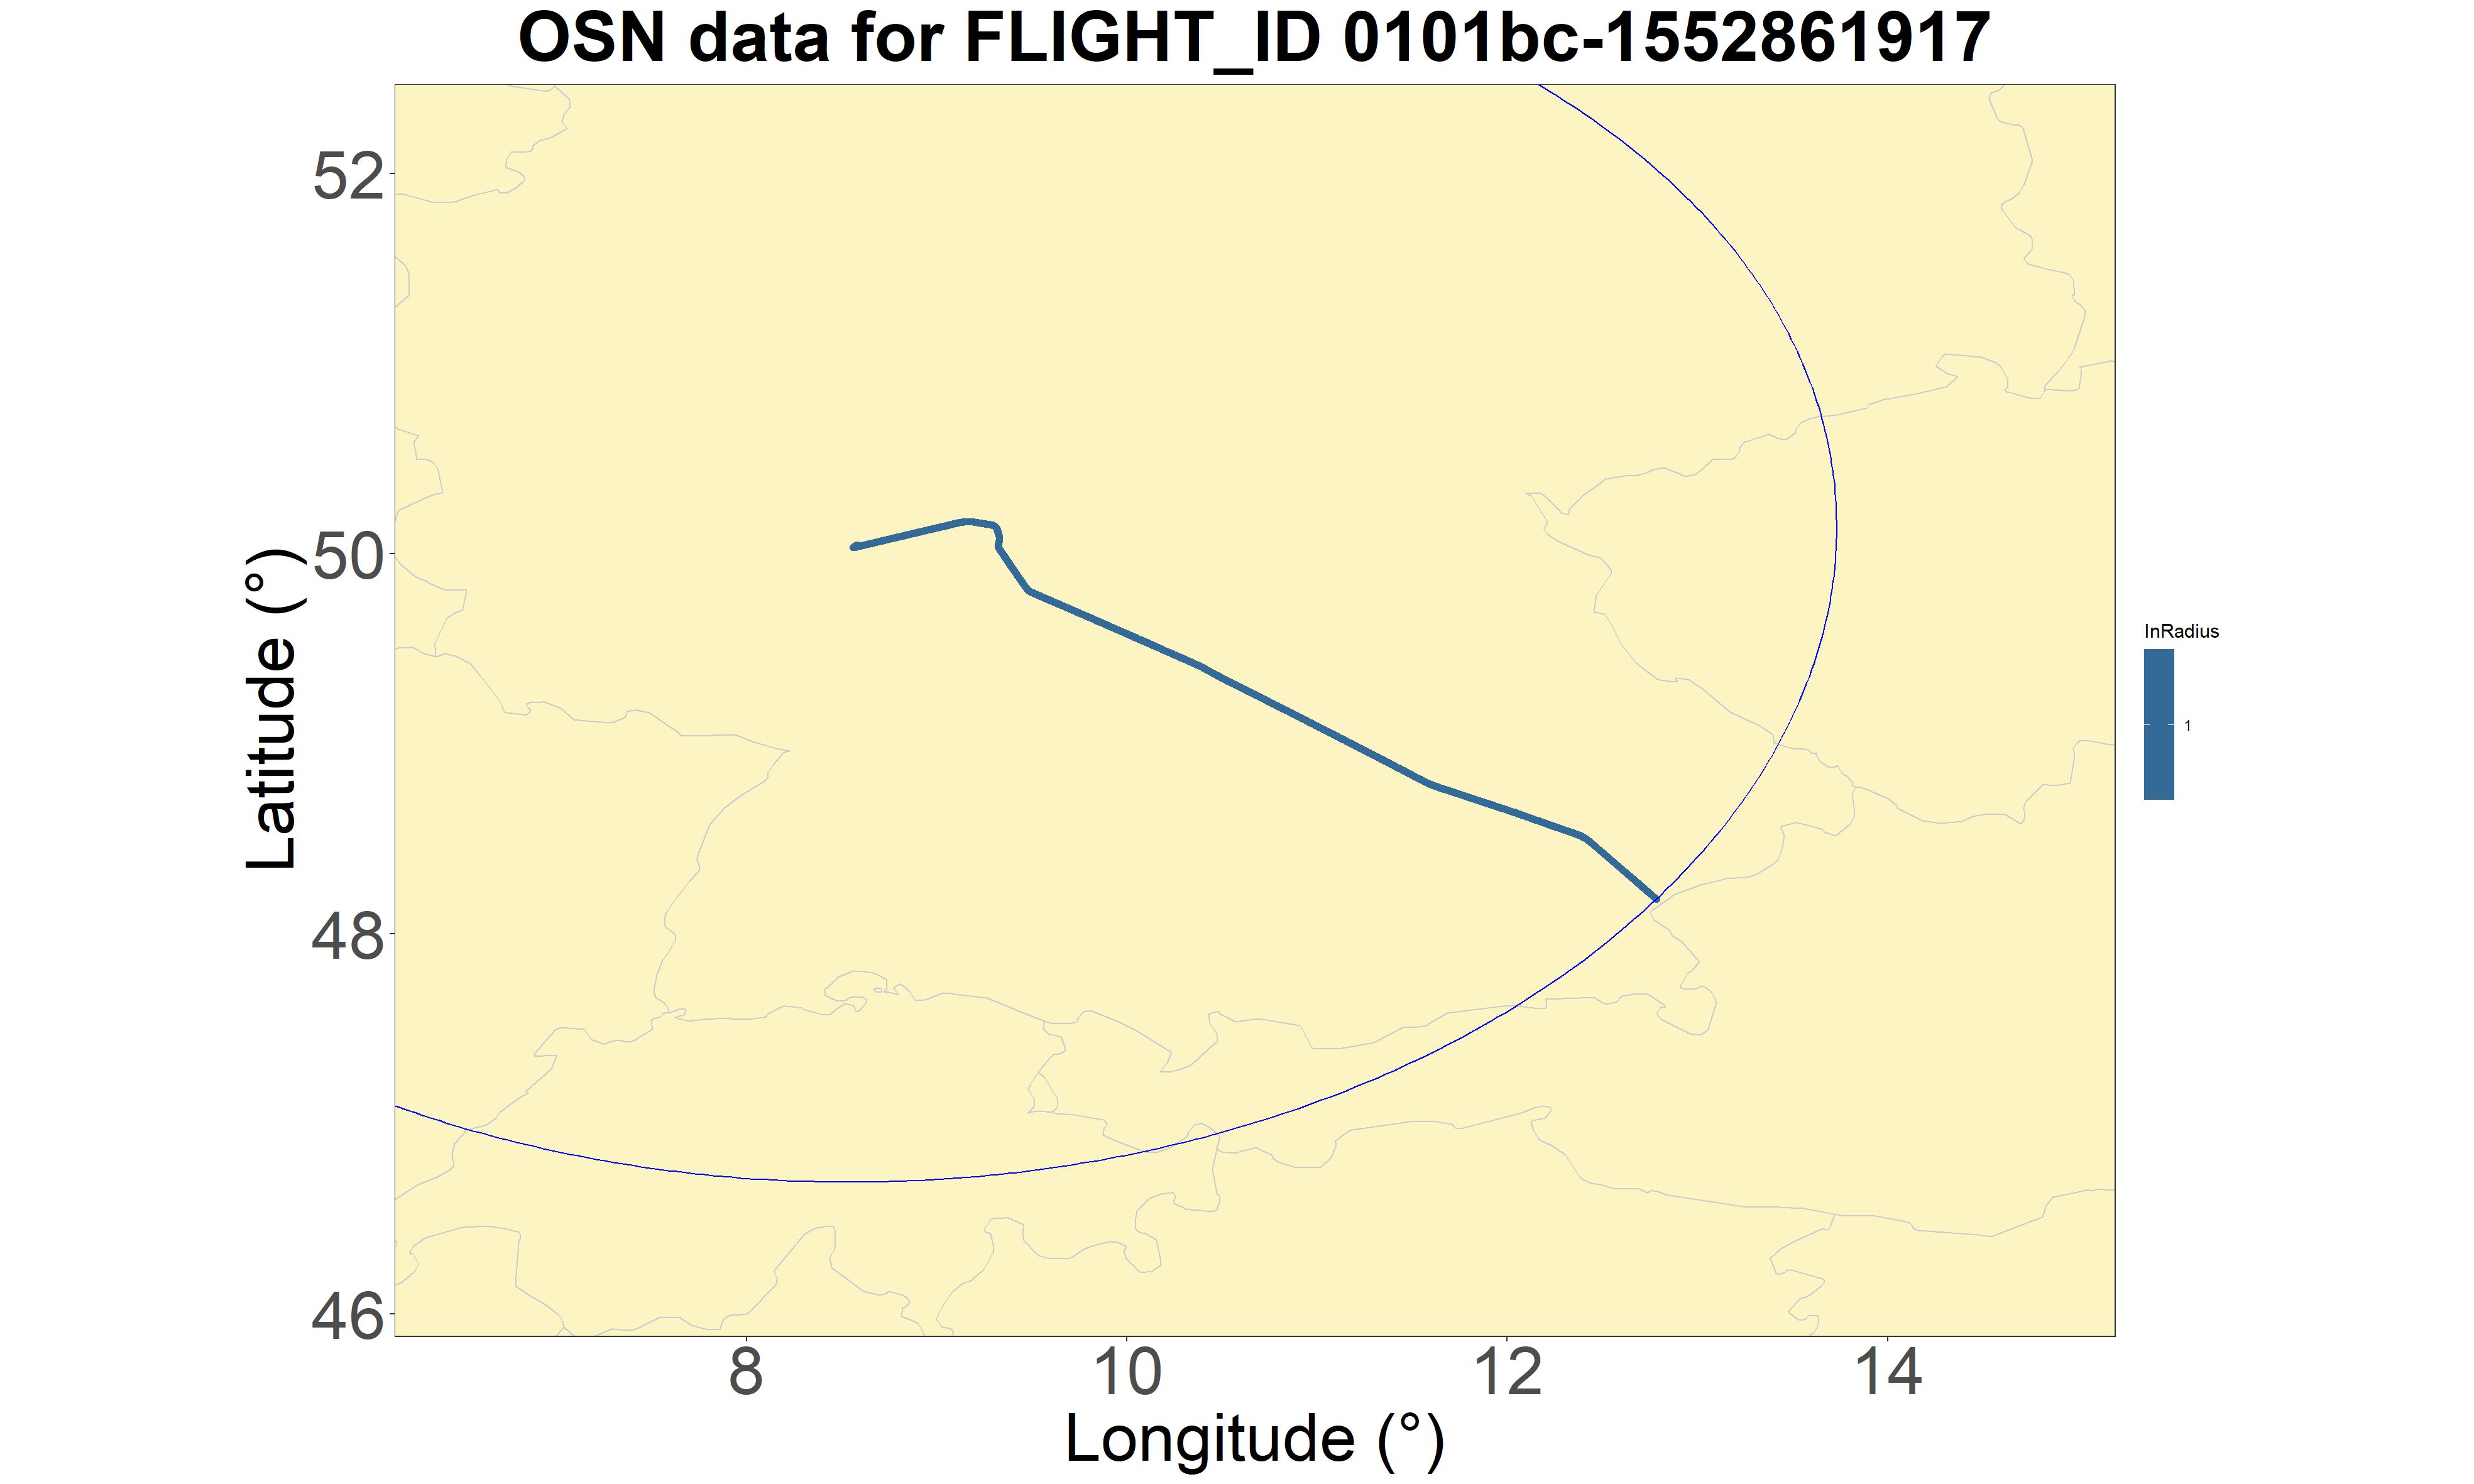 OSN data for FLIGHT_ID 0101bc-1552861917
52
50
48
46
Latitude (°)
8
10
12
14
Longitude (°)
InRadius
1